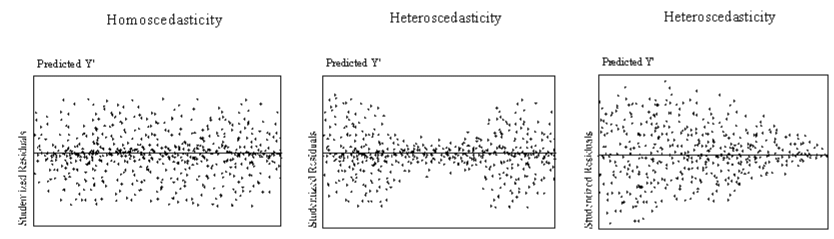 Homoscedasticity
Predicted Y'
Studentized Residuals
Heteroscedasticity
Predicted Y'
Studentized Residuals
Heteroscedasticity
Predicted Y'
Studentized Residuals